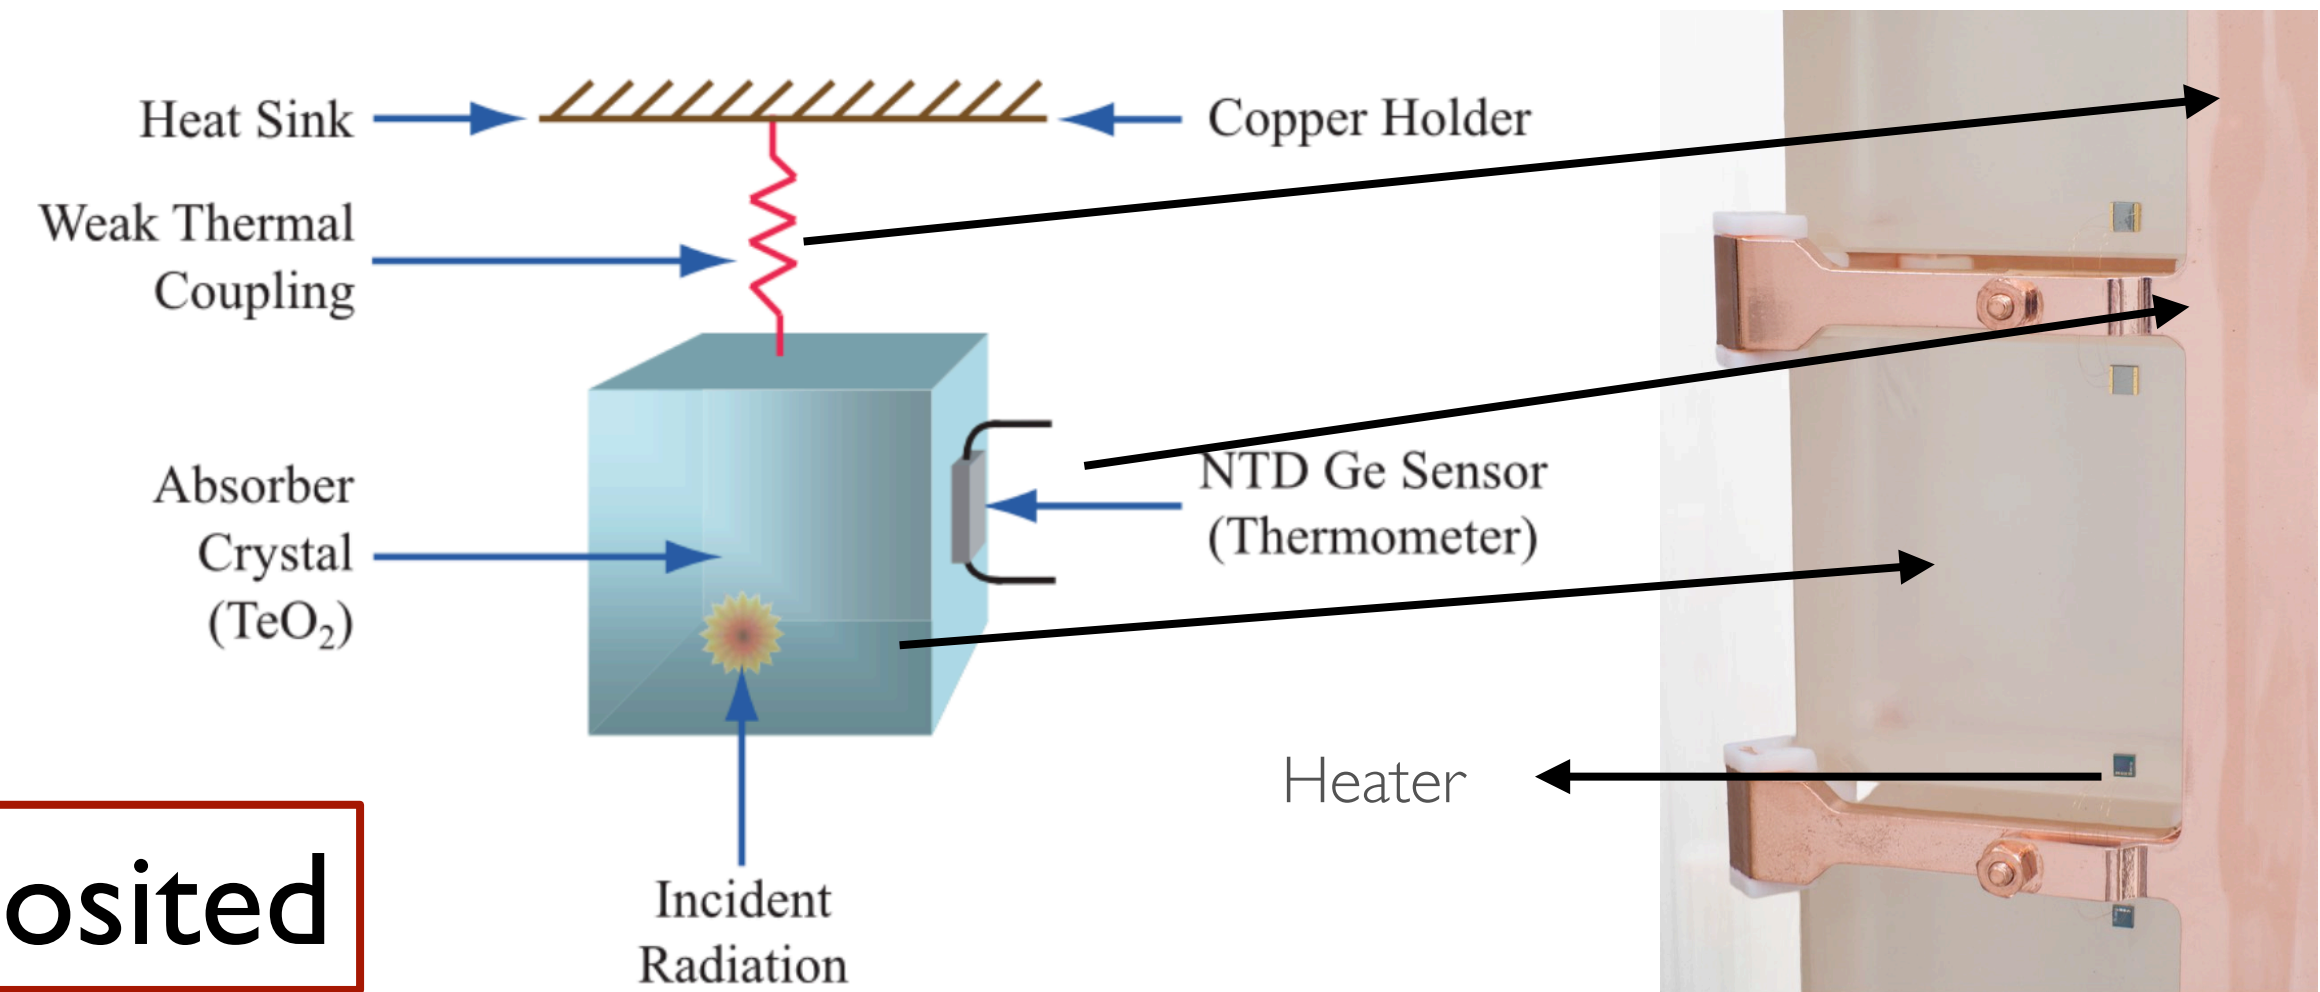 Heat Sink
Copper Holder
Weak Thermal
Coupling
Absorber
Crystal
(TeO₂)
NTD Ge Sensor
(Thermometer)
Heater
osited
Incident
Radiation